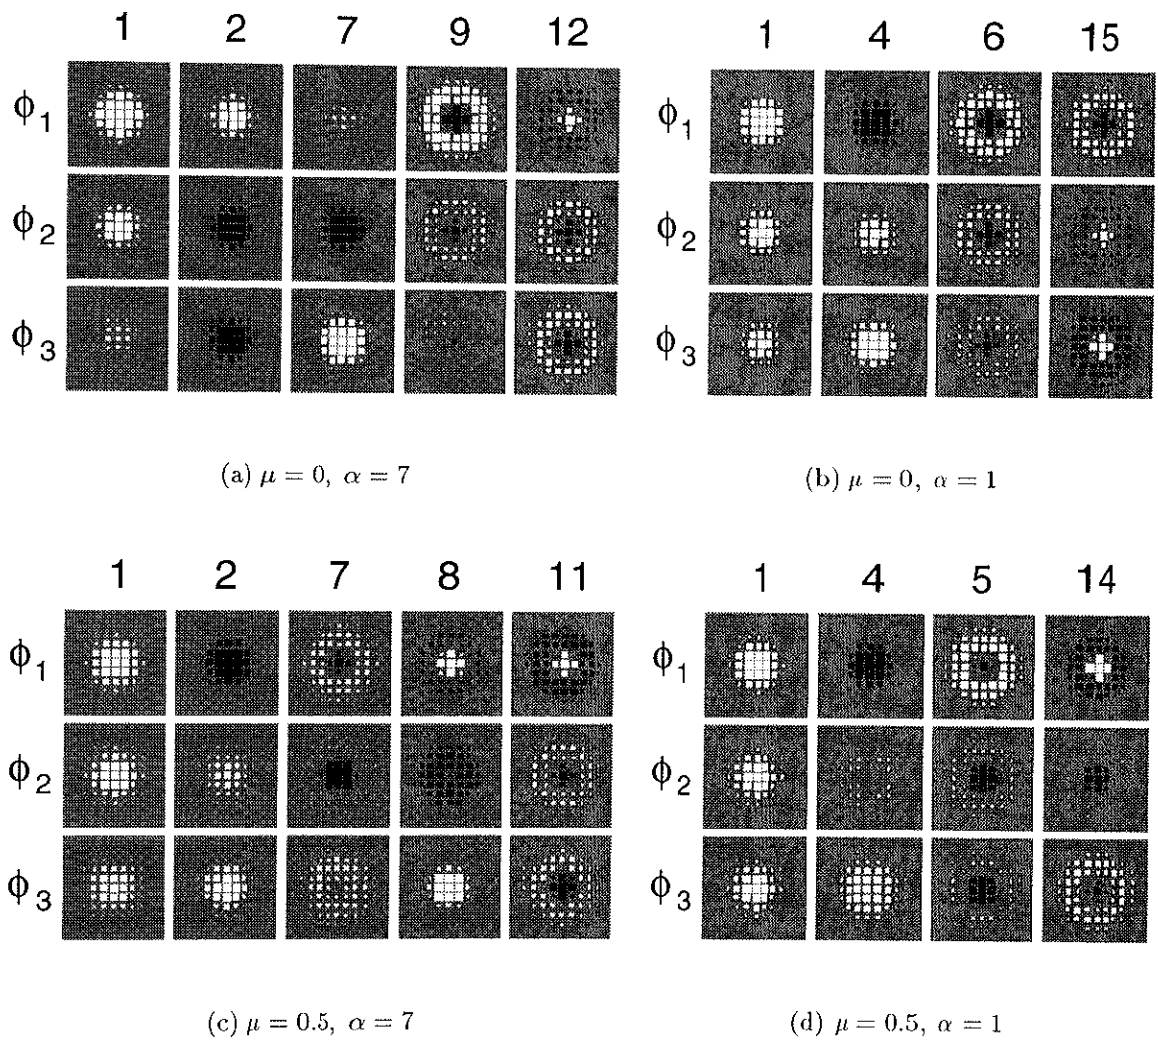 1 2 7 9 12
ϕ1
ϕ2
ϕ3
(a) μ = 0, α = 7
1 4 6 15
ϕ1
ϕ2
ϕ3
(b) μ = 0, α = 1
1 2 7 8 11
ϕ1
ϕ2
ϕ3
(c) μ = 0.5, α = 7
1 4 5 14
ϕ1
ϕ2
ϕ3
(d) μ = 0.5, α = 1